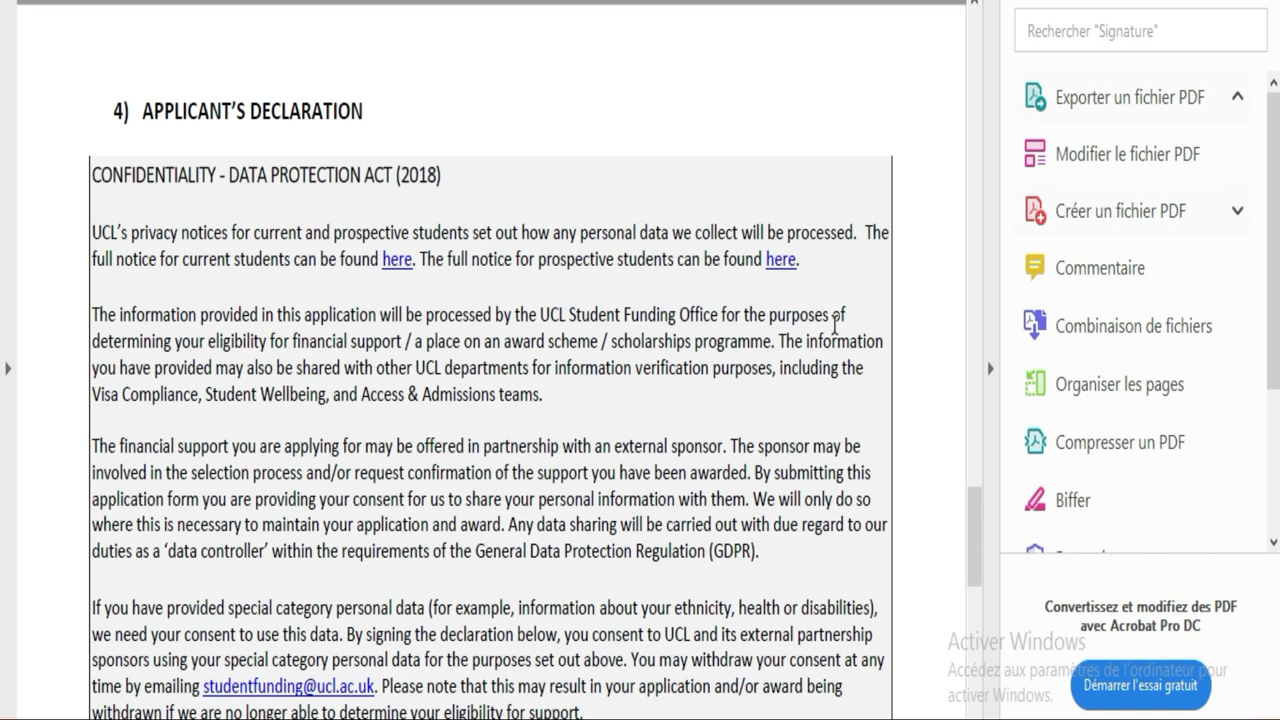 4) APPLICANT'S DECLARATION
CONFIDENTIALITY - DATA PROTECTION ACT (2018)
UCL's privacy notices for current and prospective students set out how any personal data we collect will be processed. The
full notice for current students can be found here. The full notice for prospective students can be found here.
The information provided in this application will be processed by the UCL Student Funding Office for the purposes of
determining your eligibility for financial support / a place on an award scheme / scholarships programme. The information
you have provided may also be shared with other UCL departments for information verification purposes, including the
Visa Compliance, Student Wellbeing, and Access & Admissions teams.
The financial support you are applying for may be offered in partnership with an external sponsor. The sponsor may be
involved in the selection process and/or request confirmation of the support you have been awarded. By submitting this
application form you are providing your consent for us to share your personal information with them. We will only do so
where this is necessary to maintain your application and award. Any data sharing will be carried out with due regard to our
duties as a 'data controller' within the requirements of the General Data Protection Regulation (GDPR).
If you have provided special category personal data (for example, information about your ethnicity, health or disabilities),
we need your consent to use this data. By signing the declaration below, you consent to UCL and its external partnership
sponsors using your special category personal data for the purposes set out above. You may withdraw your consent at any
time by emailing studentfunding@ucl.ac.uk. Please note that this may result in your application and/or award being
withdrawn if we are no longer able to determine your eligibility for support.
Rechercher "Signature"
Exporter un fichier PDF
Modifier le fichier PDF
Créer un fichier PDF
Commentaire
Combinaison de fichiers
Organiser les pages
Compresser un PDF
Biffer
Convertissez et modifiez des PDF
avec Acrobat Pro DC
Démarrer l'essai gratuit
Activer Windows
Accédez aux paramètres de l'ordinateur pour
activer Windows.